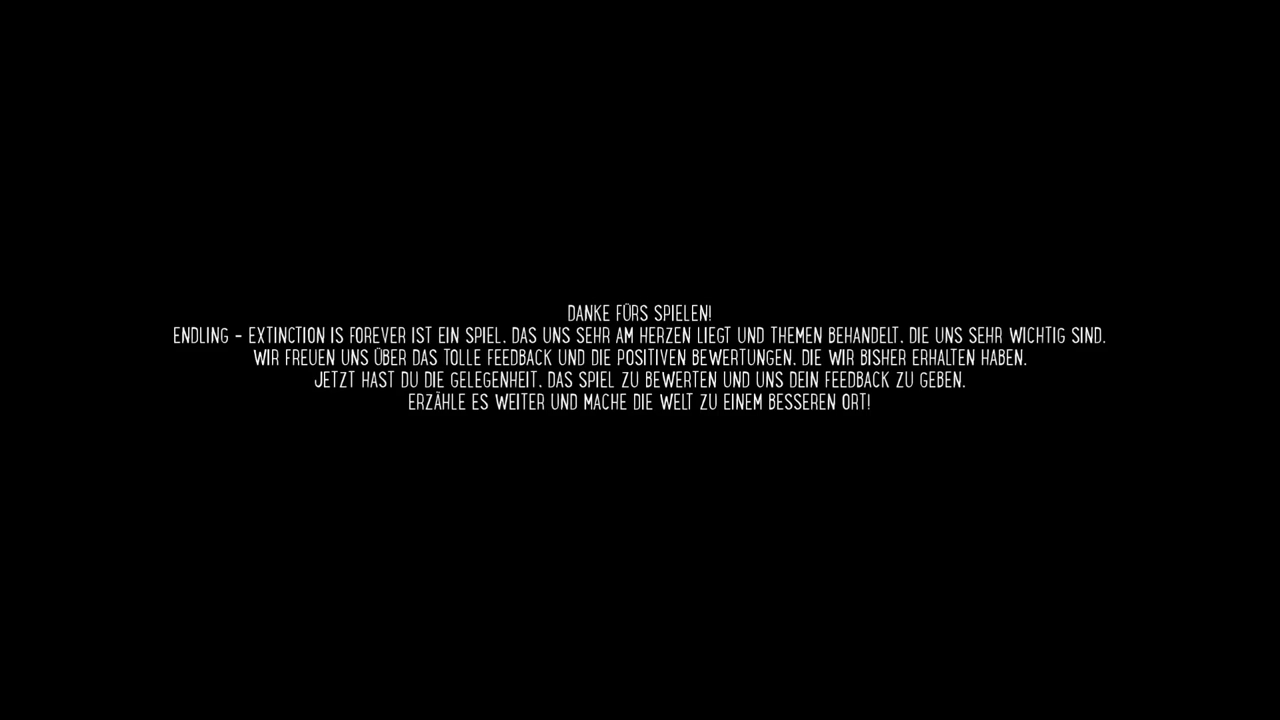 DANKE FÜRS SPIELEN!
ENDLING - EXTINCTION IS FOREVER IST EIN SPIEL, DAS UNS SEHR AM HERZEN LIEGT UND THEMEN BEHANDELT, DIE UNS SEHR WICHTIG SIND.
WIR FREUEN UNS ÜBER DAS TOLLE FEEDBACK UND DIE POSITIVEN BEWERTUNGEN, DIE WIR BISHER ERHALTEN HABEN.
JETZT HAST DU DIE GELEGENHEIT, DAS SPIEL ZU BEWERTEN UND UNS DEIN FEEDBACK ZU GEBEN.
ERZÄHLE ES WEITER UND MACHE DIE WELT ZU EINEM BESSEREN ORT!